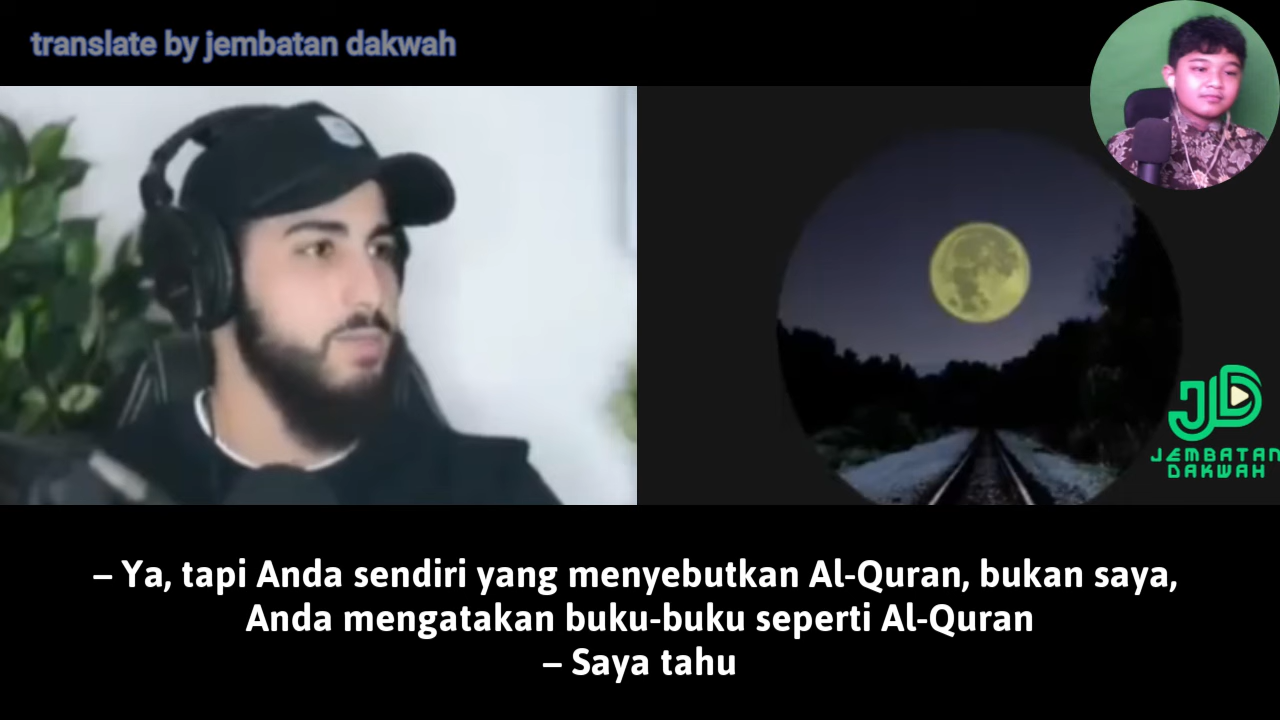 translate by jembatan dakwah
JEMBATAN
DAKWAH
– Ya, tapi Anda sendiri yang menyebutkan Al-Quran, bukan saya,
Anda mengatakan buku-buku seperti Al-Quran
– Saya tahu